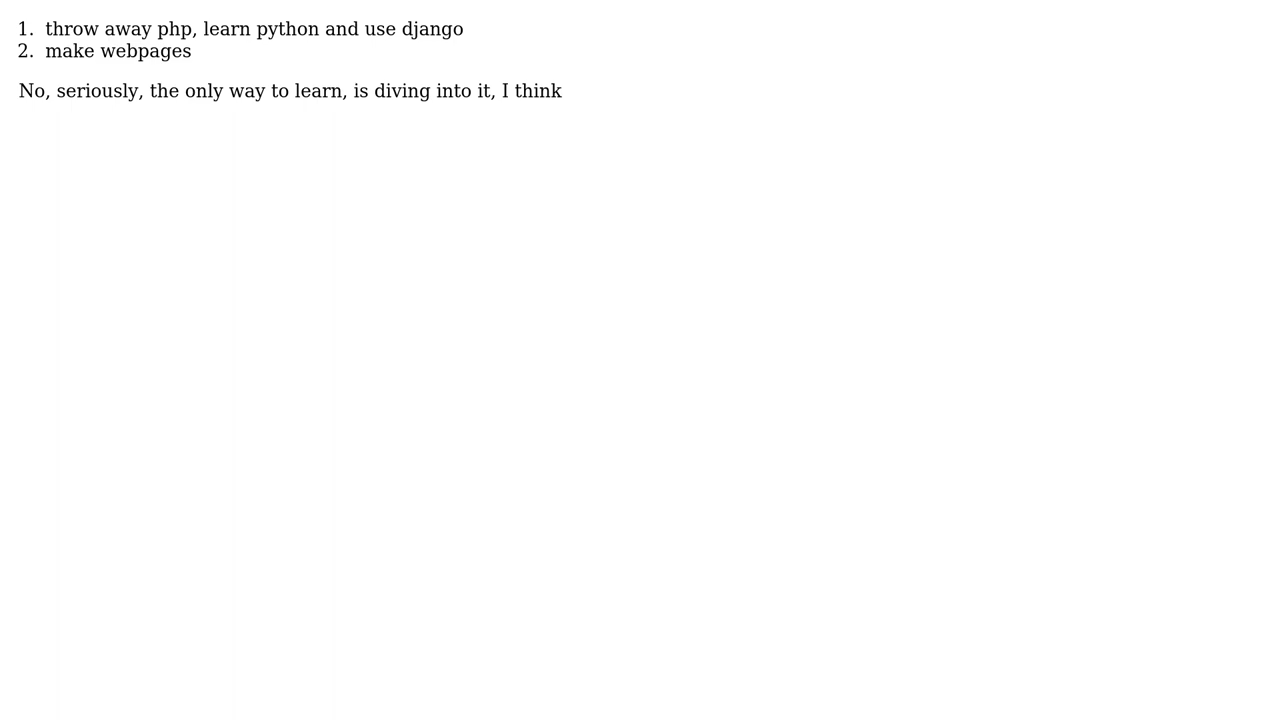 1. throw away php, learn python and use django
2. make webpages
No, seriously, the only way to learn, is diving into it, I think